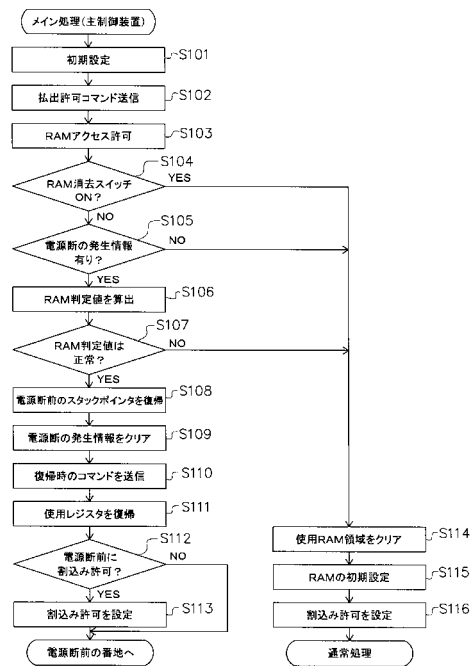 メイン処理(主制御装置)
初期設定
S101
払出許可コマンド送信
S102
RAMアクセス許可
S103
RAM消去スイッチ
ON?
S104
YES
NO
電源断の発生情報
有り?
S105
NO
YES
RAM判定値を算出
S106
RAM判定値は
正常?
S107
NO
YES
電源断前のスタックポインタを復帰
S108
電源断の発生情報をクリア
S109
復帰時のコマンドを送信
S110
使用レジスタを復帰
S111
電源断前に
割込み許可?
S112
NO
YES
割込み許可を設定
S113
電源断前の番地へ
使用RAM領域をクリア
S114
RAMの初期設定
S115
割込み許可を設定
S116
通常処理